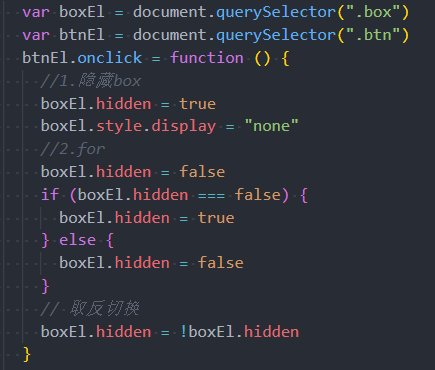 var boxEl = document.querySelector(".box")
var btnEl = document.querySelector(".btn")
btnEl.onclick = function () {
  //1.隐藏box
  boxEl.hidden = true
  boxEl.style.display = "none"
  //2.for
  boxEl.hidden = false
  if (boxEl.hidden === false) {
    boxEl.hidden = true
  } else {
    boxEl.hidden = false
  }
  // 取反切换
  boxEl.hidden = !boxEl.hidden
}